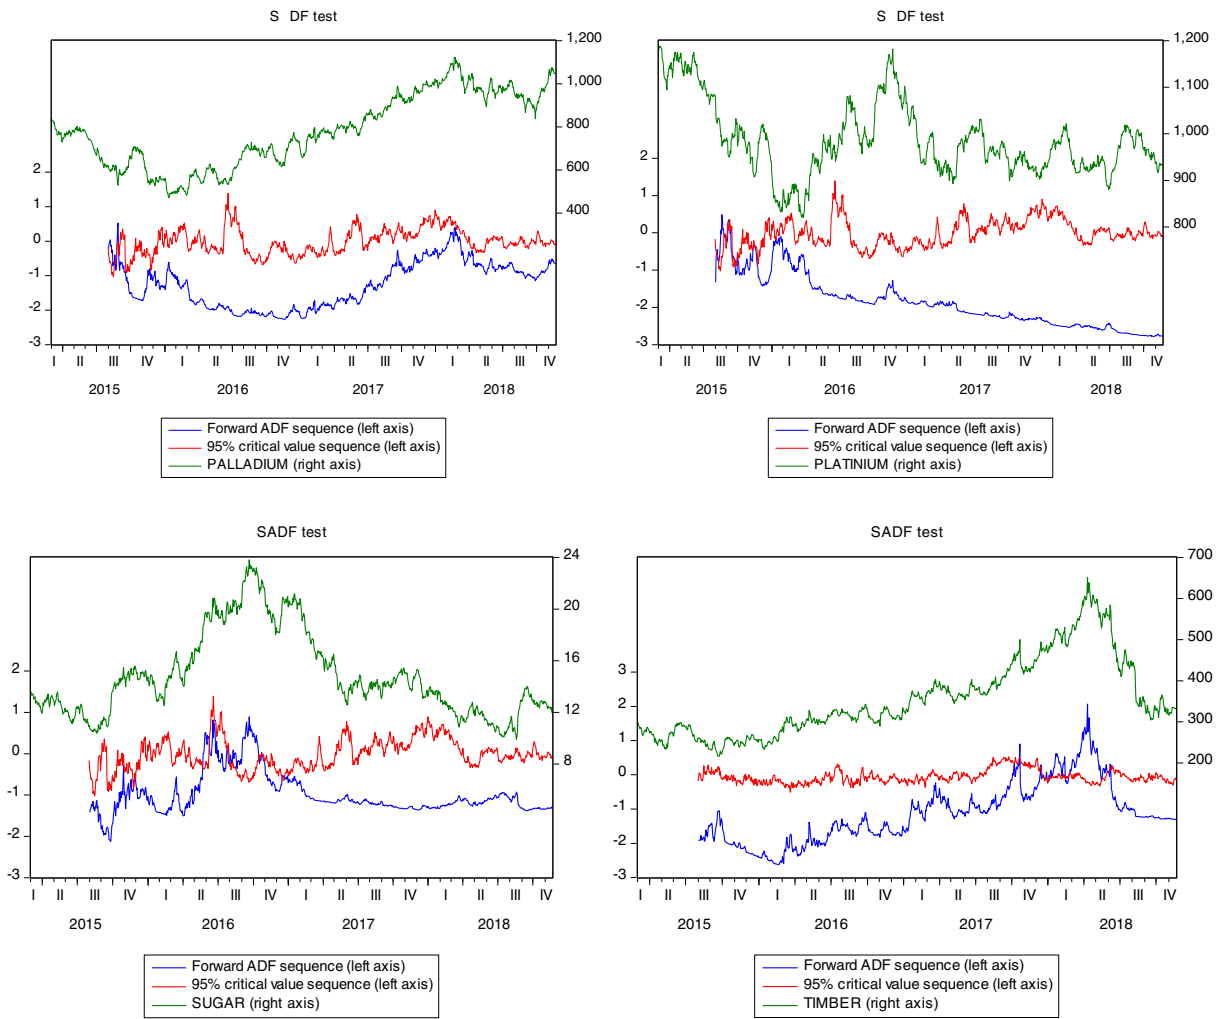 S DF test
1,200
1,000
800
600
400
2
1
0
-1
-2
-3
I II III IV I II III IV I II III IV I II III IV
2015 2016 2017 2018
Forward ADF sequence (left axis)
95% critical value sequence (left axis)
PALLADIUM (right axis)
S DF test
1,200
1,100
1,000
900
800
2
1
0
-1
-2
-3
I II III IV I II III IV I II III IV I II III IV
2015 2016 2017 2018
Forward ADF sequence (left axis)
95% critical value sequence (left axis)
PLATINIUM (right axis)
SADF test
24
20
16
12
8
2
1
0
-1
-2
-3
I II III IV I II III IV I II III IV I II III IV
2015 2016 2017 2018
Forward ADF sequence (left axis)
95% critical value sequence (left axis)
SUGAR (right axis)
SADF test
700
600
500
400
300
200
3
2
1
0
-1
-2
-3
I II III IV I II III IV I II III IV I II III IV
2015 2016 2017 2018
Forward ADF sequence (left axis)
95% critical value sequence (left axis)
TIMBER (right axis)